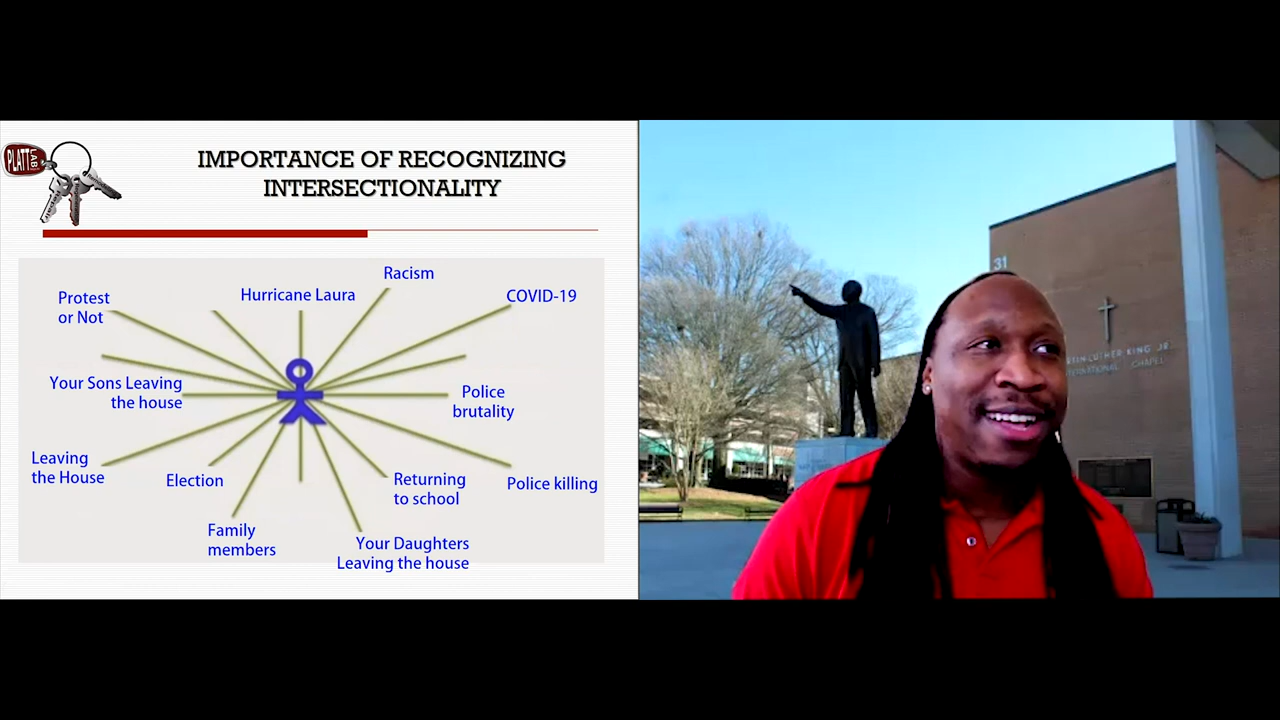 PLATT
LAB
IMPORTANCE OF RECOGNIZING
INTERSECTIONALITY
Racism
Hurricane Laura
COVID-19
Protest
or Not
Your Sons Leaving
the house
Police
brutality
Leaving
the House
Election
Returning
to school
Police killing
Family
members
Your Daughters
Leaving the house
31
MARTIN LUTHER KING JR.
INTERNATIONAL CHAPEL